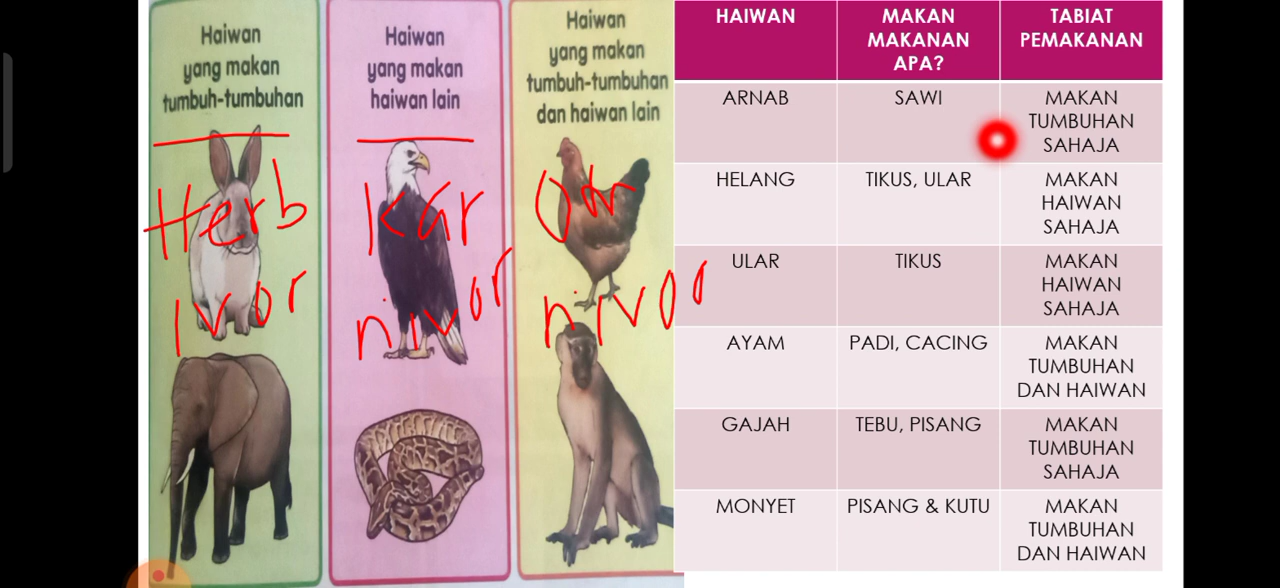 Haiwan
yang makan
tumbuh-tumbuhan
Herb
ivor
Haiwan
yang makan
haiwan lain
Kar
nivor
Haiwan
yang makan
tumbuh-tumbuhan
dan haiwan lain
Om
nivor
HAIWAN
MAKAN
MAKANAN
APA?
TABIAT
PEMAKANAN
ARNAB
SAWI
MAKAN
TUMBUHAN
SAHAJA
HELANG
TIKUS, ULAR
MAKAN
HAIWAN
SAHAJA
ULAR
TIKUS
MAKAN
HAIWAN
SAHAJA
AYAM
PADI, CACING
MAKAN
TUMBUHAN
DAN HAIWAN
GAJAH
TEBU, PISANG
MAKAN
TUMBUHAN
SAHAJA
MONYET
PISANG & KUTU
MAKAN
TUMBUHAN
DAN HAIWAN